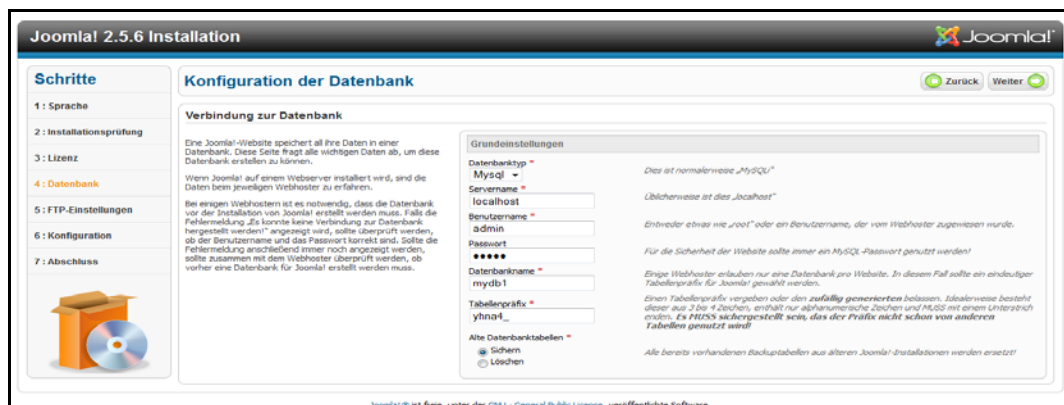 Joomla! 2.5.6 Installation
Joomla!
Schritte
1 : Sprache
2 : Installationsprüfung
3 : Lizenz
4 : Datenbank
5 : FTP-Einstellungen
6 : Konfiguration
7 : Abschluss
Konfiguration der Datenbank
Zurück
Weiter
Verbindung zur Datenbank
Eine Joomla!-Website speichert all ihre Daten in einer
Datenbank. Diese Seite fragt alle wichtigen Daten ab, um diese
Datenbank erstellen zu können.
Wenn Joomla! auf einem Webserver installiert wird, sind die
Daten beim jeweiligen Webhoster zu erfahren.
Bei einigen Webhostern ist es notwendig, dass die Datenbank
vor der Installation von Joomla! erstellt werden muss. Falls die
Fehlermeldung „Es konnte keine Verbindung zur Datenbank
hergestellt werden!" angezeigt wird, sollte überprüft werden,
ob der Benutzername und das Passwort korrekt sind. Sollte die
Fehlermeldung anschließend immer noch angezeigt werden,
sollte zusammen mit dem Webhoster überprüft werden, ob
vorher eine Datenbank für Joomla! erstellt werden muss.
Grundeinstellungen
Datenbanktyp *
Mysql
Dies ist normalerweise „MySQLi"
Servername *
localhost
Üblicherweise ist dies „localhost"
Benutzername *
admin
Entweder etwas wie „root" oder ein Benutzername, der vom Webhoster zugewiesen wurde.
Passwort
●●●●●
Für die Sicherheit der Website sollte immer ein MySQL-Passwort genutzt werden!
Datenbankname *
mydb1
Einige Webhoster erlauben nur eine Datenbank pro Website. In diesem Fall sollte ein eindeutiger
Tabellenpräfix für Joomla! gewählt werden.
Tabellenpräfix *
yhna4_
Einen Tabellenpräfix vergeben oder den zufällig generierten belassen. Idealerweise besteht
dieser aus 3 bis 4 Zeichen, enthält nur alphanumerische Zeichen und MUSS mit einem Unterstrich
enden. Es MUSS sichergestellt sein, das der Präfix nicht schon von anderen
Tabellen genutzt wird!
Alte Datenbanktabellen *
Sichern
Löschen
Alle bereits vorhandenen Backuptabellen aus älteren Joomla!-Installationen werden ersetzt!
Joomla!® ist freie, unter der GNU - General Public License, veröffentlichte Software.